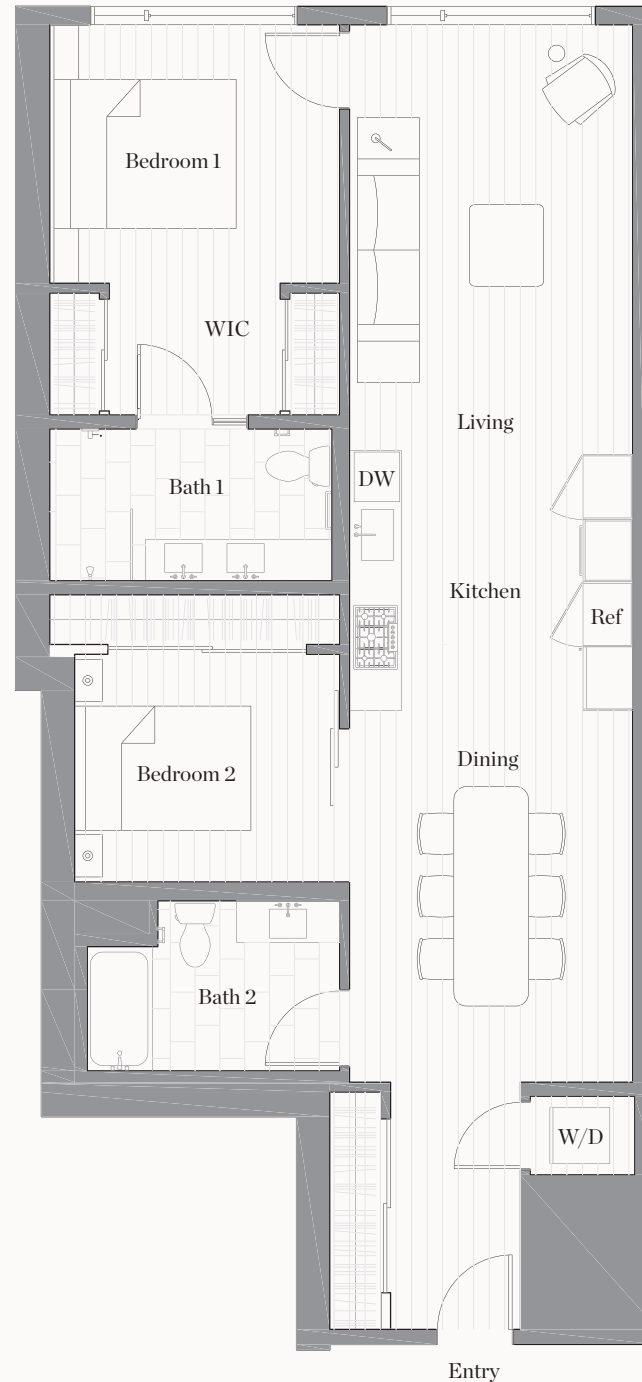 Bedroom 1
WIC
Living
Bath 1
DW
Kitchen
Ref
Dining
Bedroom 2
Bath 2
W/D
Entry